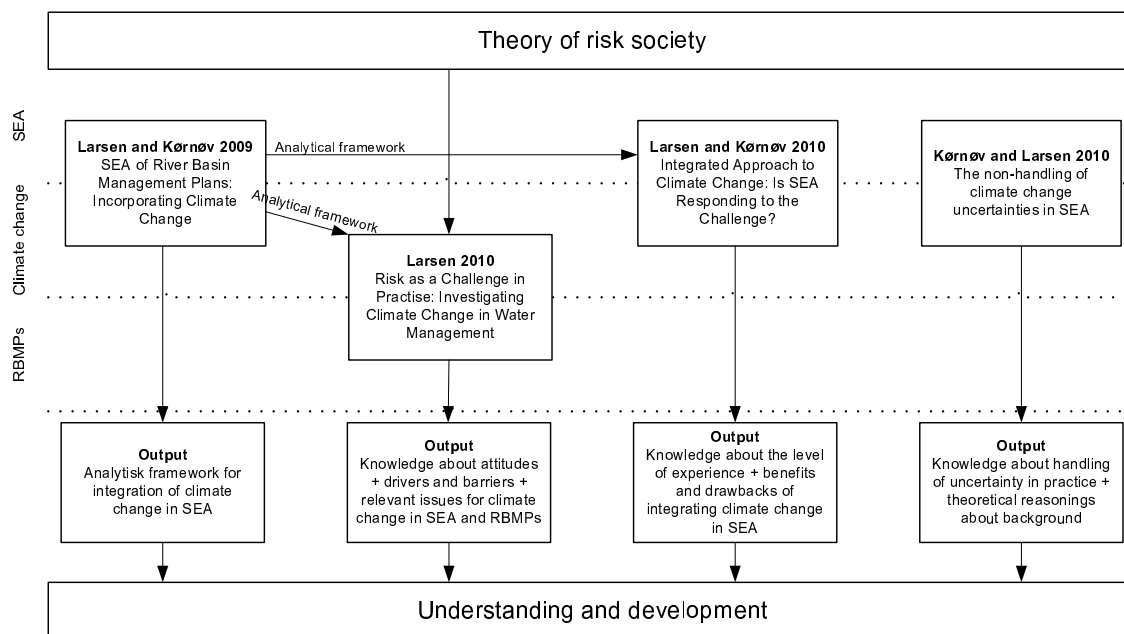 Theory of risk society
SEA
Climate change
RBMPs
Larsen and Kørnøv 2009
SEA of River Basin
Management Plans:
Incorporating Climate
Change
Analytical framework
Analytical framework
Larsen 2010
Risk as a Challenge in
Practise: Investigating
Climate Change in Water
Management
Larsen and Kørnøv 2010
Integrated Approach to
Climate Change: Is SEA
Responding to the
Challenge?
Kørnøv and Larsen 2010
The non-handling of
climate change
uncertainties in SEA
Output
Analytisk framework for
integration of climate
change in SEA
Output
Knowledge about attitudes
+ drivers and barriers +
relevant issues for climate
change in SEA and RBMPs
Output
Knowledge about the level
of experience + benefits
and drawbacks of
integrating climate change
in SEA
Output
Knowledge about handling
of uncertainty in practice +
theoretical reasonings
about background
Understanding and development